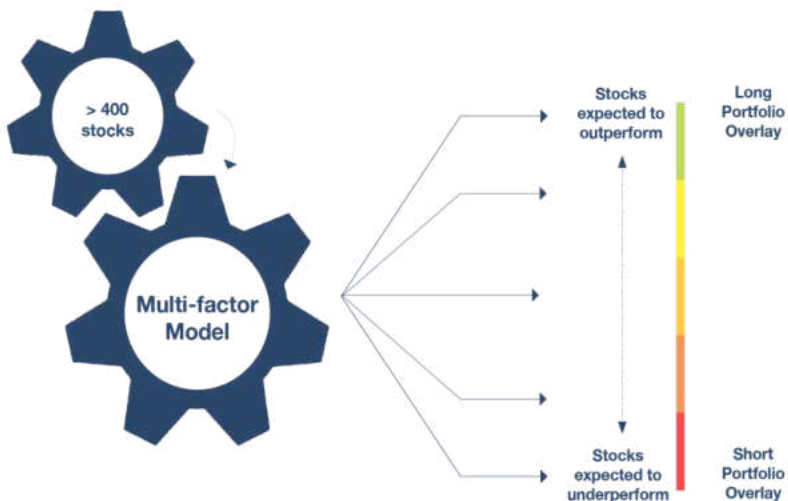 > 400
stocks
Multi-factor
Model
Stocks
expected to
outperform
Long
Portfolio
Overlay
Stocks
expected to
underperform
Short
Portfolio
Overlay